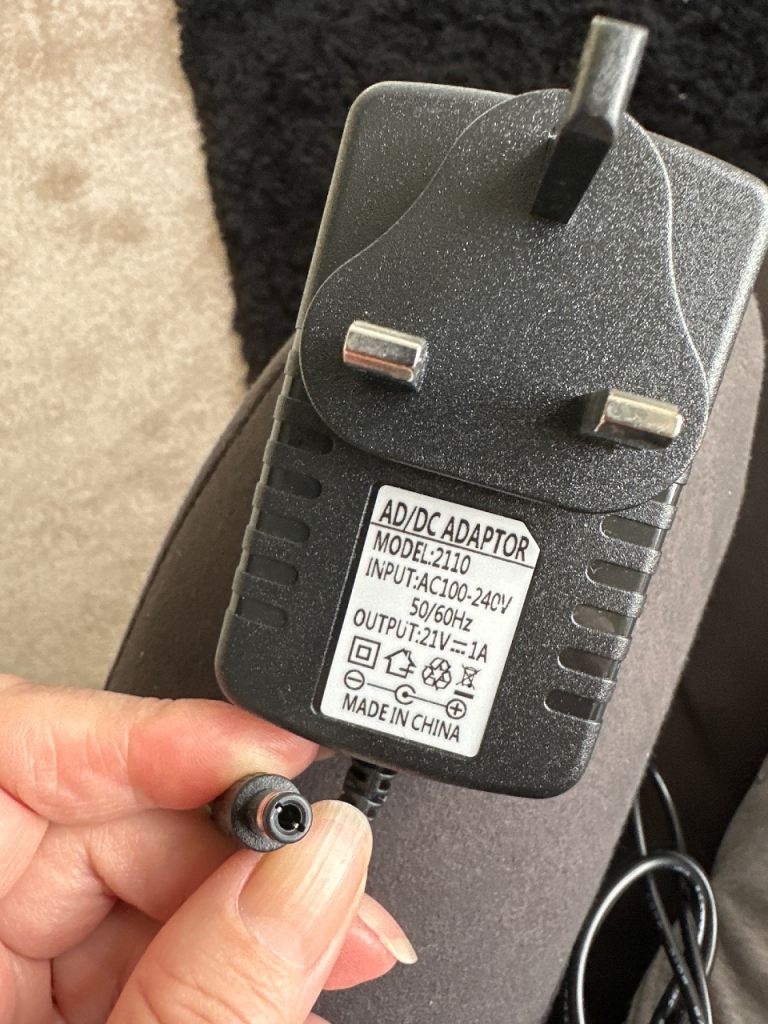 AD/DC ADAPTOR
MODEL:2110
INPUT:AC100-240V
50/60Hz
OUTPUT:21V⎓1A
MADE IN CHINA